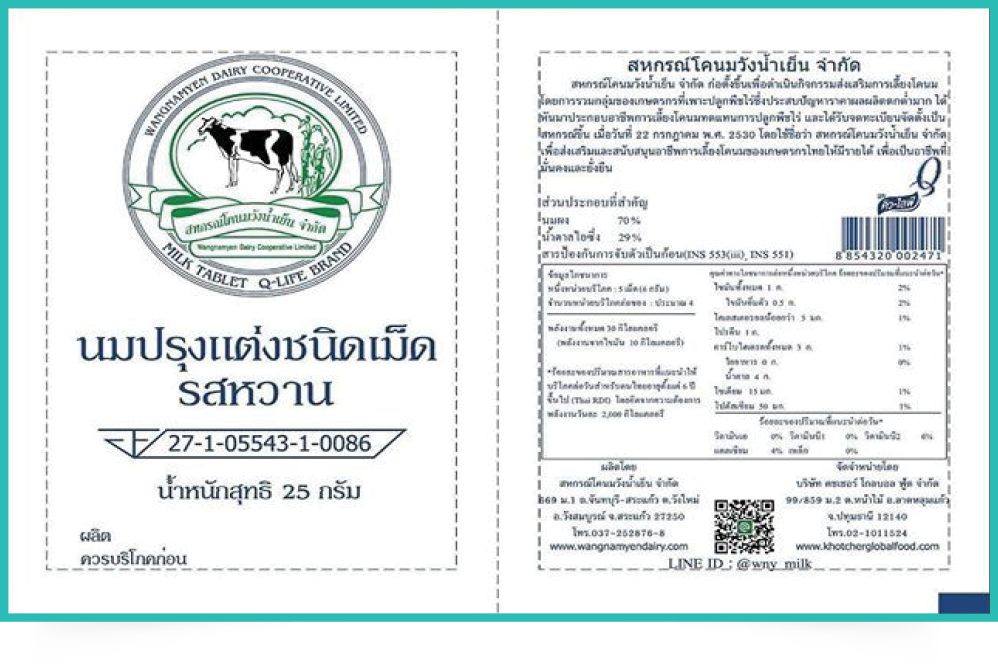 WANGNAMYEN DAIRY COOPERATIVE LIMITED
สหกรณ์โคนมวังน้ำเย็น จำกัด
Wangnamyen Dairy Cooperative Limited
MILK TABLET Q-LIFE BRAND
นมปรุงแต่งชนิดเม็ด
รสหวาน
27-1-05543-1-0086
น้ำหนักสุทธิ 25 กรัม
ผลิต
ควรบริโภคก่อน
สหกรณ์โคนมวังน้ำเย็น จำกัด
สหกรณ์โคนมวังน้ำเย็น จำกัด ก่อตั้งขึ้นเพื่อดำเนินกิจกรรมส่งเสริมการเลี้ยงโคนม
โดยการรวมกลุ่มของเกษตรกรที่เพาะปลูกพืชไร่ซึ่งประสบปัญหาราคาผลผลิตตกต่ำมาก ได้
หันมาประกอบอาชีพการเลี้ยงโคนมทดแทนการปลูกพืชไร่ และได้รับจดทะเบียนจัดตั้งเป็น
สหกรณ์ขึ้น เมื่อวันที่ 22 กรกฎาคม พ.ศ. 2530 โดยใช้ชื่อว่า สหกรณ์โคนมวังน้ำเย็น จำกัด
เพื่อส่งเสริมและสนับสนุนอาชีพการเลี้ยงโคนมของเกษตรกรไทยให้มีรายได้ เพื่อเป็นอาชีพที่
มั่นคงและยั่งยืน
คิว-ไลฟ์
ส่วนประกอบที่สำคัญ
นมผง 70%
น้ำตาลไอซิ่ง 29%
สารป้องกันการจับตัวเป็นก้อน(INS 553(iii), INS 551)
8 854320 002471
ข้อมูลโภชนาการ
หนึ่งหน่วยบริโภค : 5 เม็ด (6 กรัม)
จำนวนหน่วยบริโภคต่อซอง : ประมาณ 4
พลังงานทั้งหมด 30 กิโลแคลอรี
(พลังงานจากไขมัน 10 กิโลแคลอรี)
*ร้อยละของปริมาณสารอาหารที่แนะนำให้
บริโภคต่อวันสำหรับคนไทยอายุตั้งแต่ 6 ปี
ขึ้นไป (Thai RDI) โดยคิดจากความต้องการ
พลังงานวันละ 2,000 กิโลแคลอรี
คุณค่าทางโภชนาการต่อหนึ่งหน่วยบริโภค ร้อยละของปริมาณที่แนะนำต่อวัน*
ไขมันทั้งหมด 1 ก. 2%
ไขมันอิ่มตัว 0.5 ก. 2%
โคเลสเตอรอลน้อยกว่า 5 มก. 1%
โปรตีน 1 ก.
คาร์โบไฮเดรตทั้งหมด 3 ก. 1%
ใยอาหาร 0 ก. 0%
น้ำตาล 4 ก.
โซเดียม 15 มก. 1%
โปตัสเซียม 50 มก. 1%
ร้อยละของปริมาณที่แนะนำต่อวัน*
วิตามินเอ 0% วิตามินบี1 0% วิตามินบี2 6%
แคลเซียม 4% เหล็ก 0%
ผลิตโดย
สหกรณ์โคนมวังน้ำเย็น จำกัด
669 ม.1 ถ.จันทบุรี-สระแก้ว ต.วังใหม่
อ.วังสมบูรณ์ จ.สระแก้ว 27250
โทร.037-252876-8
www.wangnamyendairy.com
จัดจำหน่ายโดย
บริษัท คชเชอร์ โกลบอล ฟู้ด จำกัด
99/859 ม.2 ต.หน้าไม้ อ.ลาดหลุมแก้ว
จ.ปทุมธานี 12140
โทร.02-1011524
www.khotcherglobalfood.com
LINE ID : @wny_milk